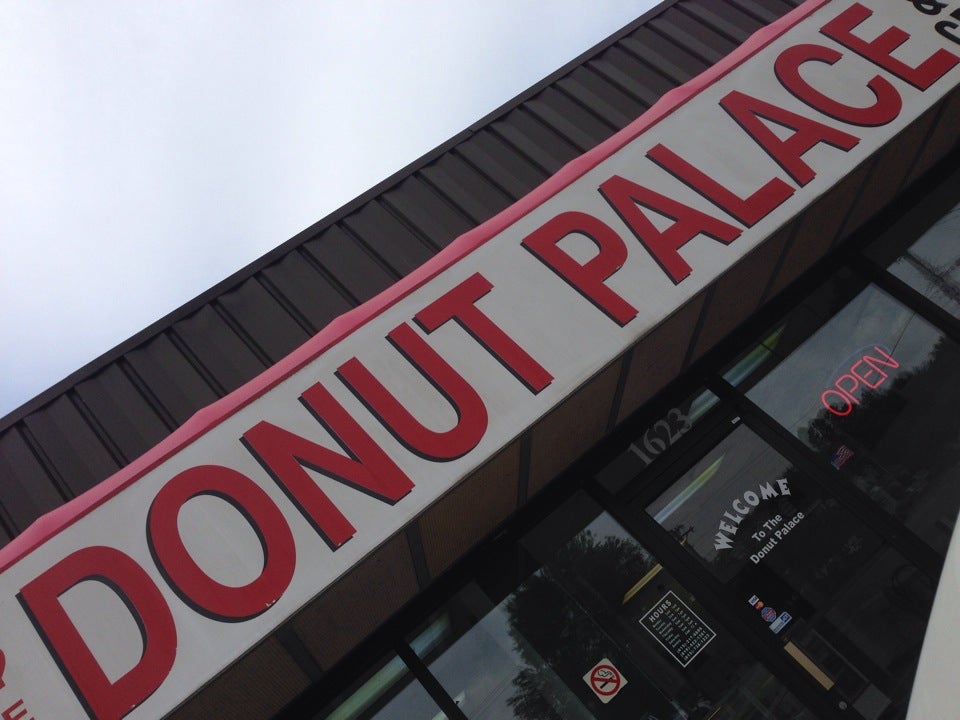 DONUT PALACE
&
1623
OPEN
WELCOME
To The
Donut Palace
HOURS